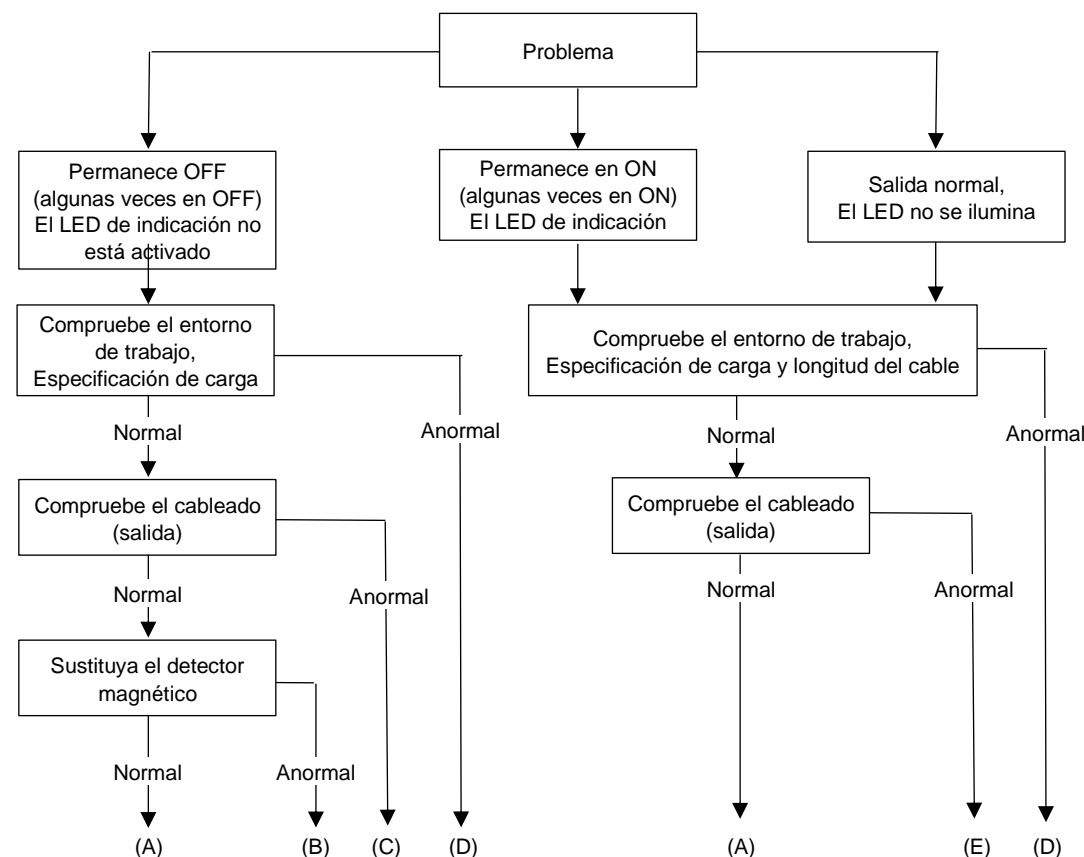 Problema
Permanece OFF
(algunas veces en OFF)
El LED de indicación no
está activado
Permanece en ON
(algunas veces en ON)
El LED de indicación
Salida normal,
El LED no se ilumina
Compruebe el entorno
de trabajo,
Especificación de carga
Compruebe el entorno de trabajo,
Especificación de carga y longitud del cable
Normal
Anormal
Normal
Anormal
Compruebe el cableado
(salida)
Compruebe el cableado
(salida)
Normal
Anormal
Normal
Anormal
Sustituya el detector
magnético
Normal
Anormal
(A)
(B)
(C)
(D)
(A)
(E)
(D)